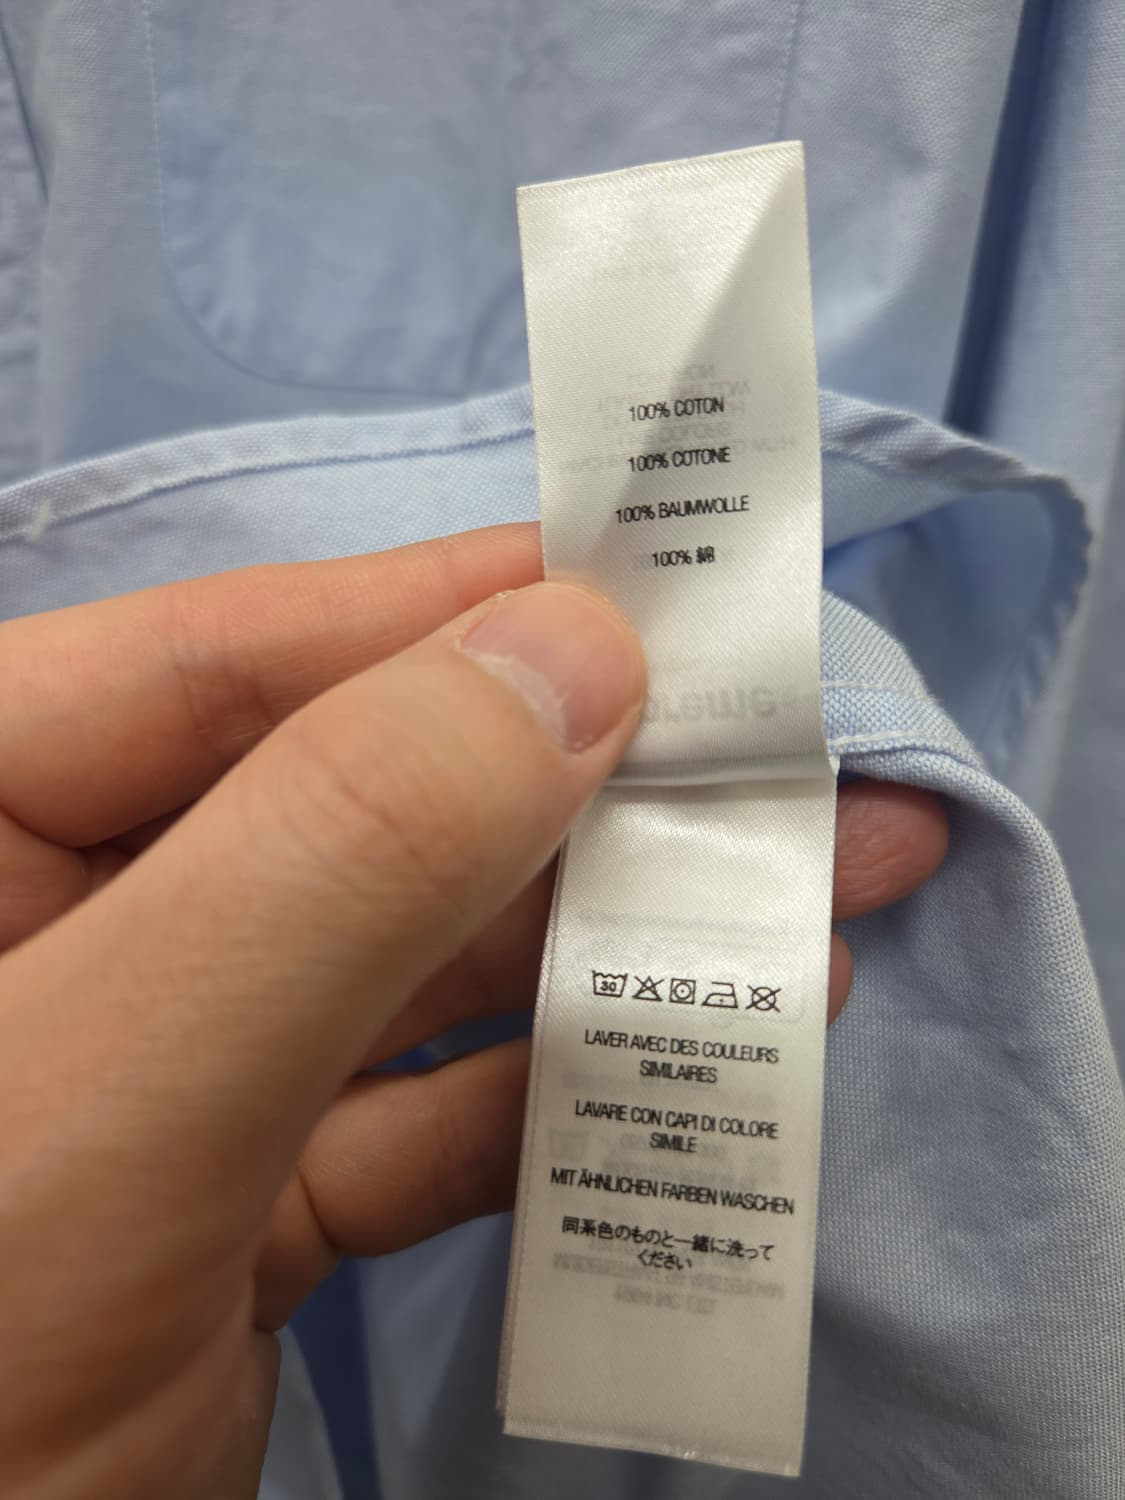 100% COTON
100% COTONE
100% BAUMWOLLE
100% 綿
30
LAVER AVEC DES COULEURS
SIMILAIRES
LAVARE CON CAPI DI COLORE
SIMILE
MIT ÄHNLICHEN FARBEN WASCHEN
同系色のものと一緒に洗って
ください